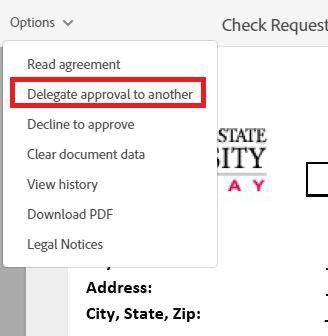 Options
Check Request
Read agreement
Delegate approval to another
Decline to approve
Clear document data
View history
Download PDF
Legal Notices
STATE
SITY
A Y
Address:
City, State, Zip: